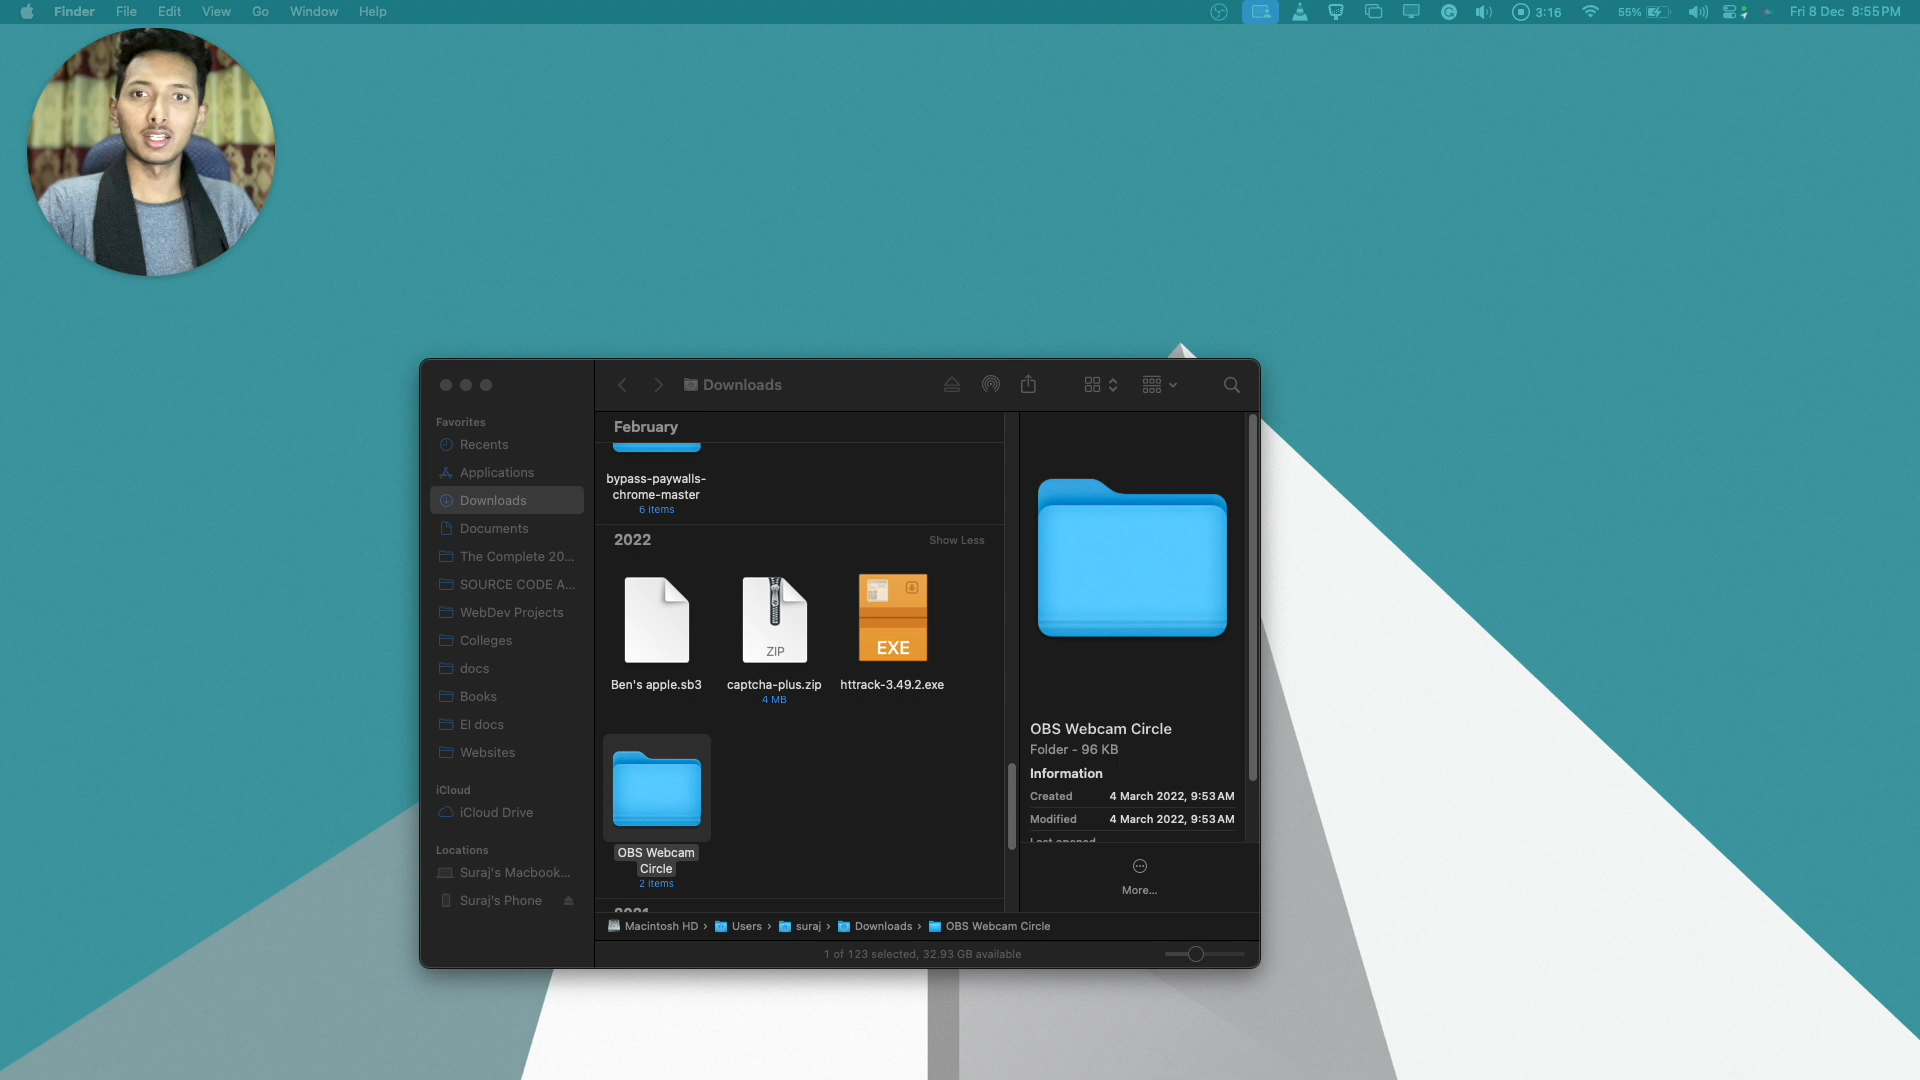 Finder File Edit View Go Window Help
3:16 55% Fri 8 Dec 8:55 PM
Downloads
Favorites
Recents
Applications
Downloads
Documents
The Complete 20...
SOURCE CODE A...
WebDev Projects
Colleges
docs
Books
EI docs
Websites
iCloud
iCloud Drive
Locations
Suraj's Macbook...
Suraj's Phone
February
bypass-paywalls-
chrome-master
6 items
2022 Show Less
ZIP EXE
Ben's apple.sb3 captcha-plus.zip httrack-3.49.2.exe
4 MB
OBS Webcam
Circle
2 items
2021
OBS Webcam Circle
Folder - 96 KB
Information
Created 4 March 2022, 9:53 AM
Modified 4 March 2022, 9:53 AM
Last opened
More...
Macintosh HD › Users › suraj › Downloads › OBS Webcam Circle
1 of 123 selected, 32.93 GB available